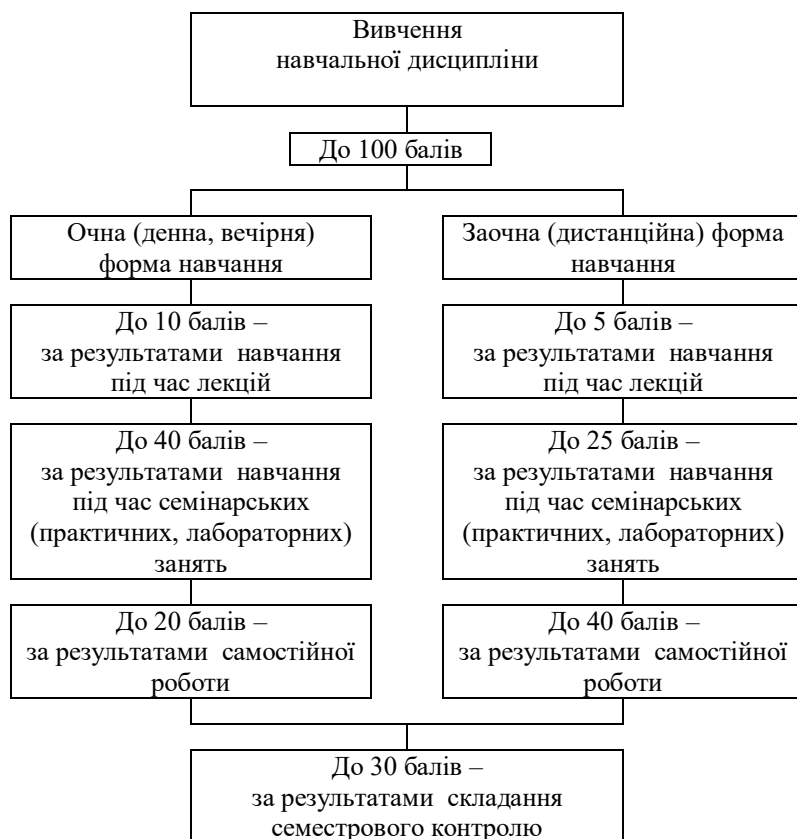 Вивчення
навчальної дисципліни
До 100 балів
Очна (денна, вечірня)
форма навчання
До 10 балів –
за результатами навчання
під час лекцій
До 40 балів –
за результатами навчання
під час семінарських
(практичних, лабораторних)
занять
До 20 балів –
за результатами самостійної
роботи
Заочна (дистанційна) форма
навчання
До 5 балів –
за результатами навчання
під час лекцій
До 25 балів –
за результатами навчання
під час семінарських
(практичних, лабораторних)
занять
До 40 балів –
за результатами самостійної
роботи
До 30 балів –
за результатами складання
семестрового контролю